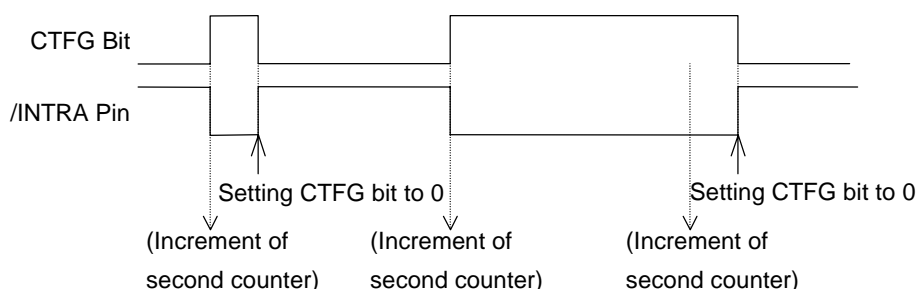 CTFG Bit
/INTRA Pin
Setting CTFG bit to 0
Setting CTFG bit to 0
(Increment of
second counter)
(Increment of
second counter)
(Increment of
second counter)